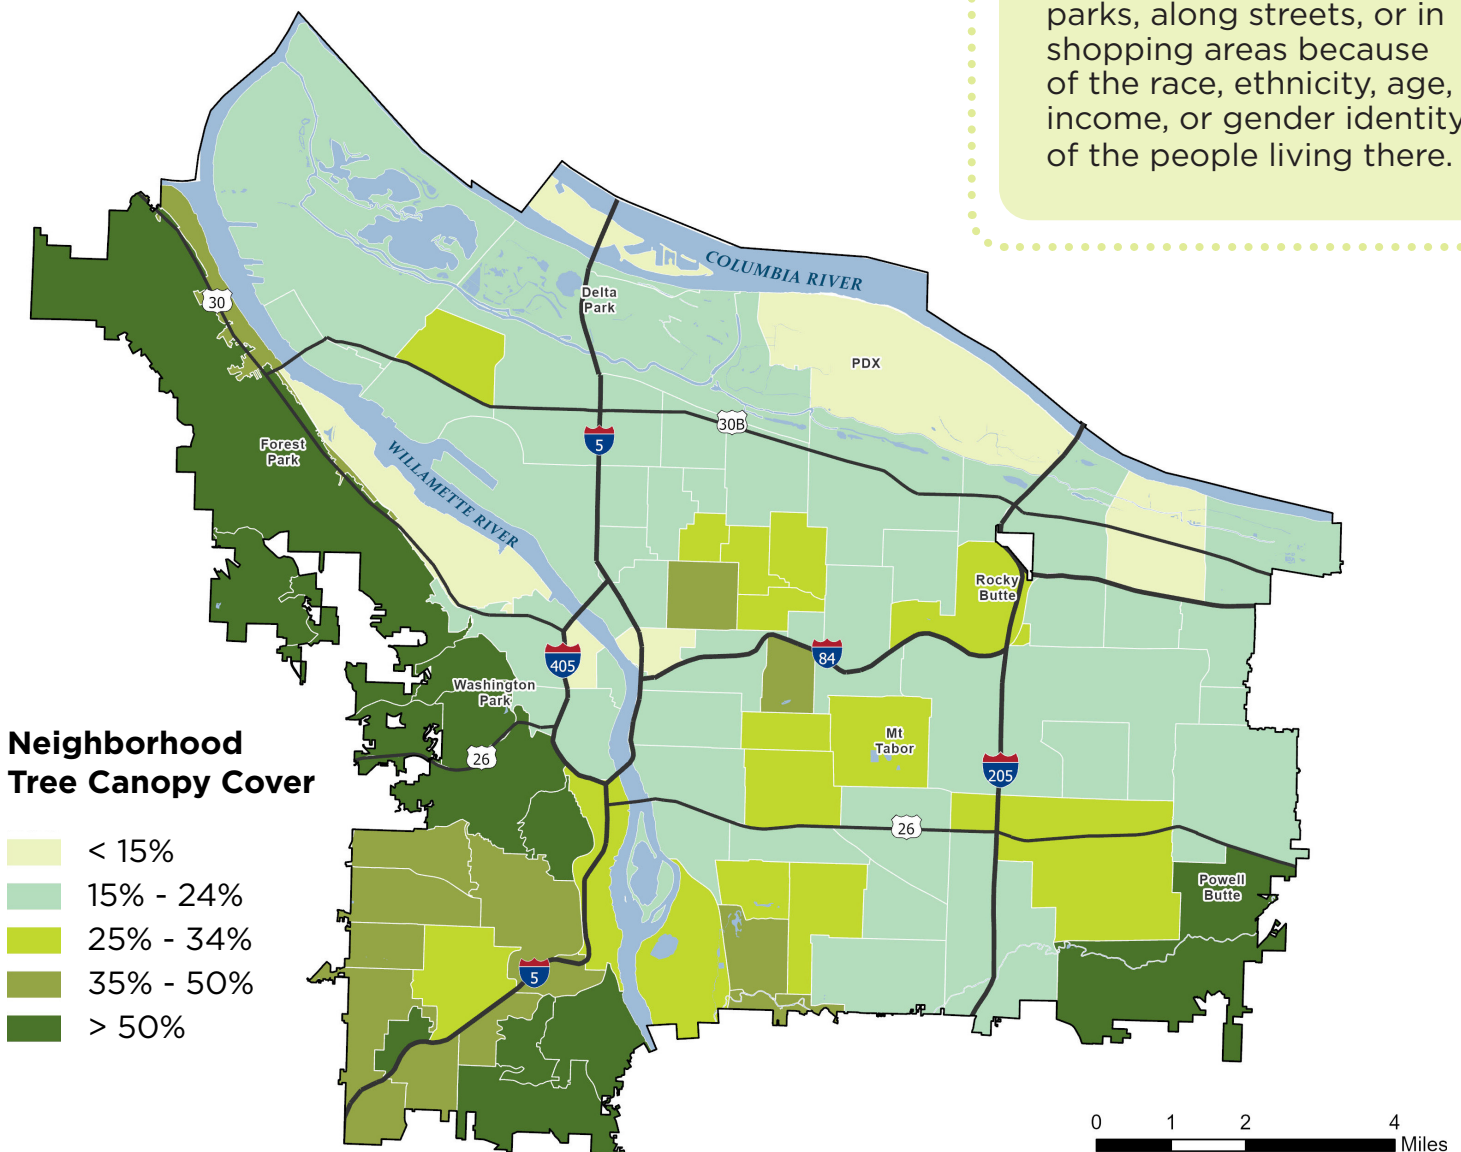 parks, along streets, or in
shopping areas because
of the race, ethnicity, age,
income, or gender identity
of the people living there.
COLUMBIA RIVER
Delta
Park
30
PDX
30B
5
Forest
Park
WILLAMETTE RIVER
Rocky
Butte
405
84
Washington
Park
Mt
Tabor
26
205
26
Powell
Butte
5
Neighborhood
Tree Canopy Cover
< 15%
15% - 24%
25% - 34%
35% - 50%
> 50%
0 1 2 4
Miles